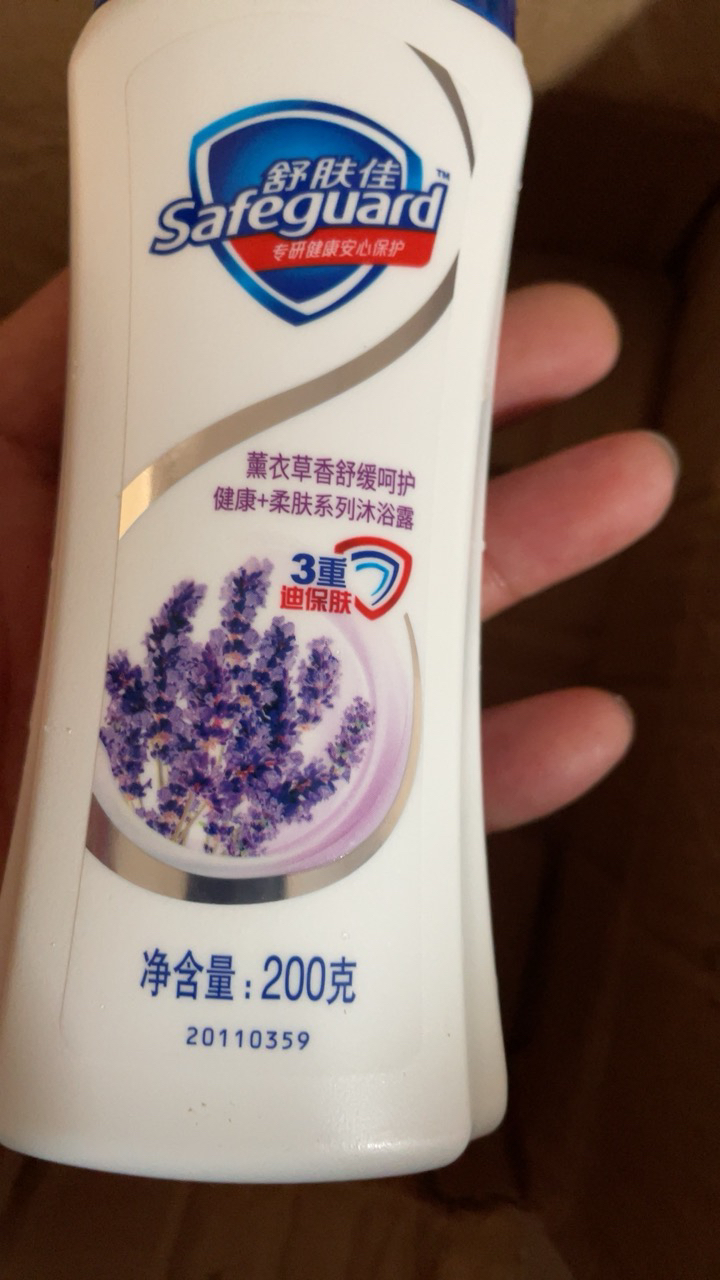 舒肤佳
Safeguard™
专研健康安心保护
薰衣草香舒缓呵护
健康+柔肤系列沐浴露
3重
迪保肤
净含量:200克
20110359